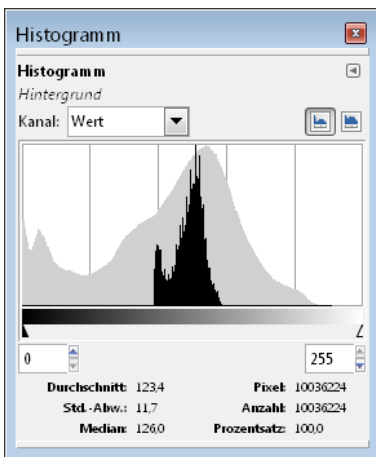 Histogramm
Histogramm
Hintergrund
Kanal: Wert
0 255
Durchschnitt: 123,4 Pixel: 10036224
Std.-Abw.: 11,7 Anzahl: 10036224
Median: 126,0 Prozentsatz: 100,0